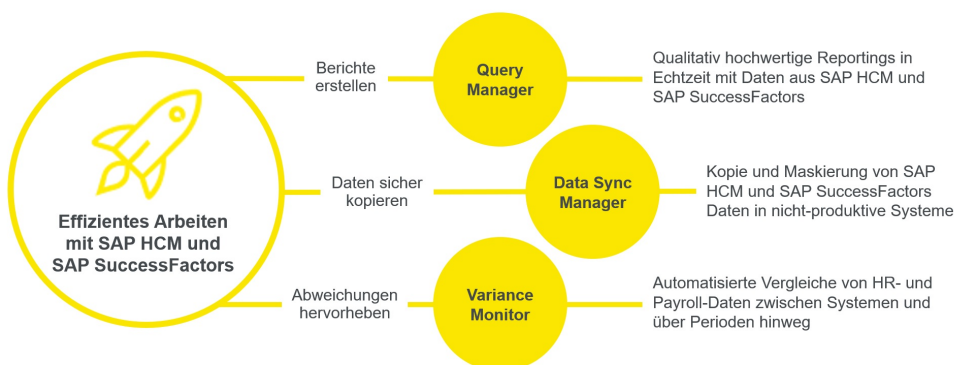 Effizientes Arbeiten
mit SAP HCM und
SAP SuccessFactors
Berichte
erstellen
Query
Manager
Qualitativ hochwertige Reportings in
Echtzeit mit Daten aus SAP HCM und
SAP SuccessFactors
Daten sicher
kopieren
Data Sync
Manager
Kopie und Maskierung von SAP
HCM und SAP SuccessFactors
Daten in nicht-produktive Systeme
Abweichungen
hervorheben
Variance
Monitor
Automatisierte Vergleiche von HR- und
Payroll-Daten zwischen Systemen und
über Perioden hinweg